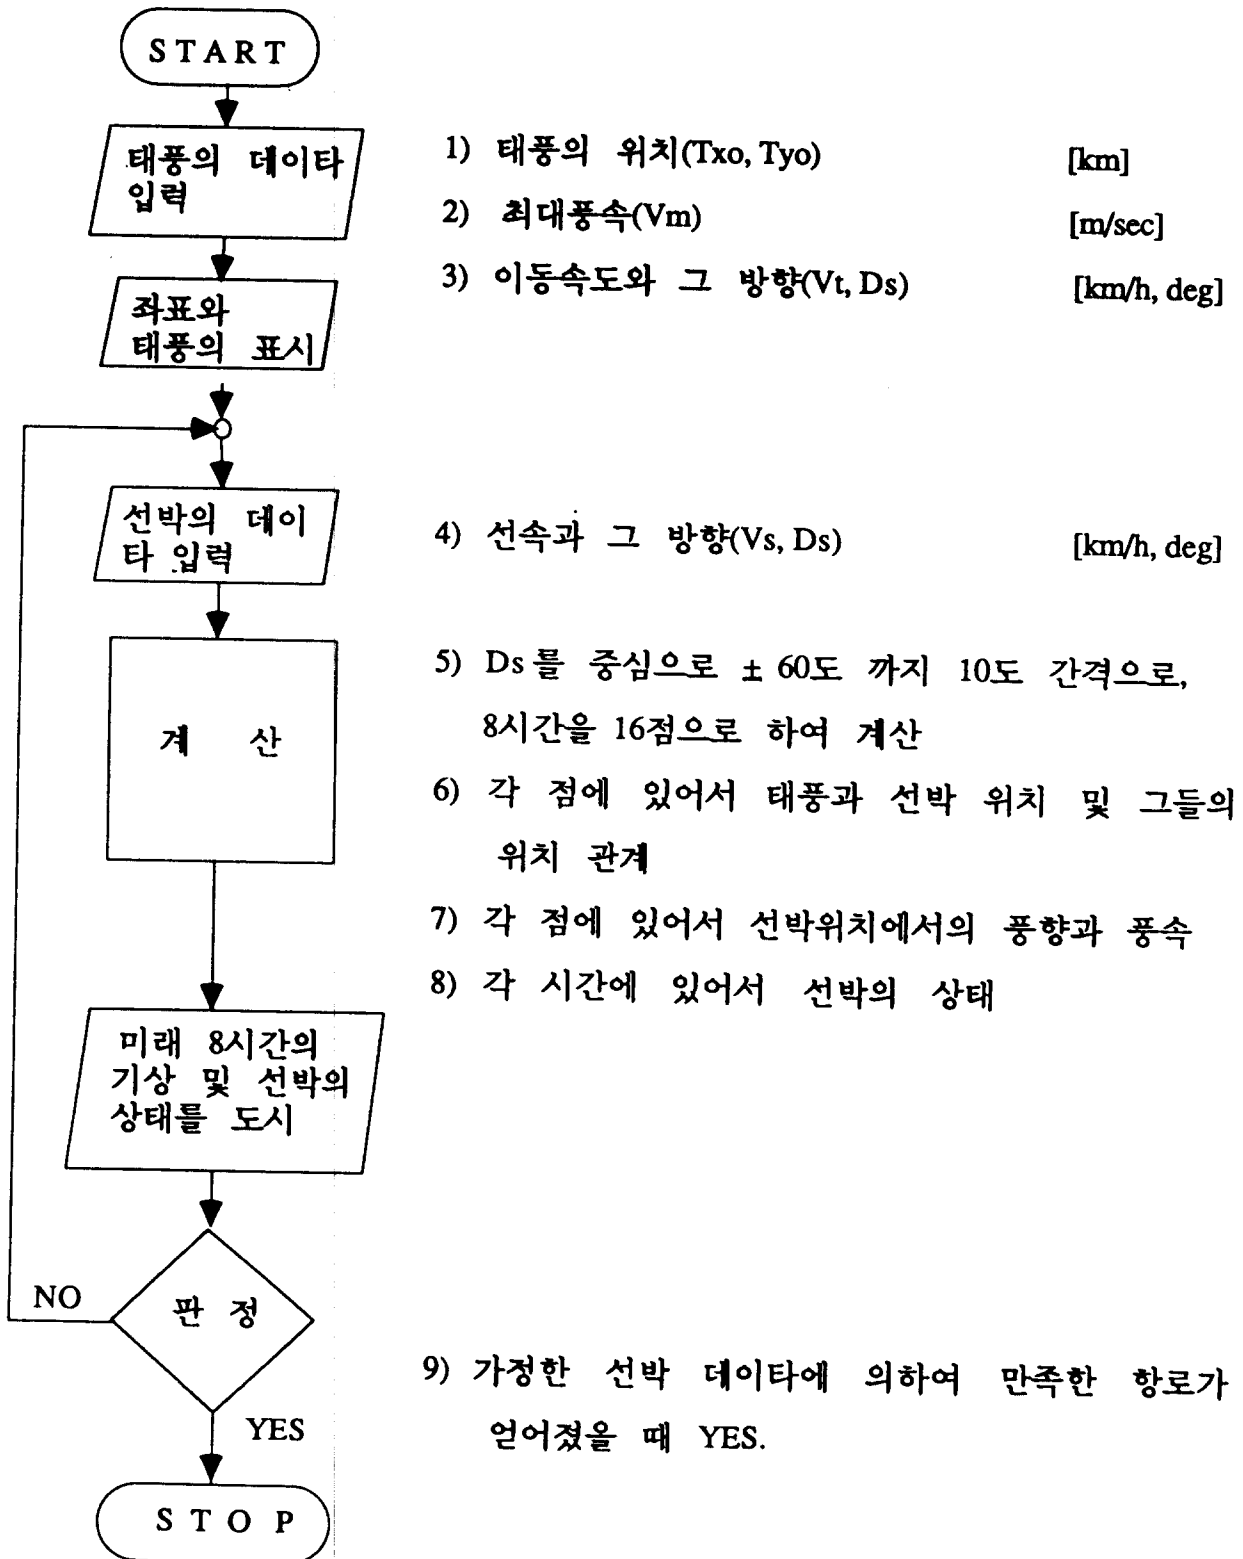 START
태풍의 데이타
입력
1) 태풍의 위치(Txo, Tyo) [km]
2) 최대풍속(Vm) [m/sec]
3) 이동속도와 그 방향(Vt, Ds) [km/h, deg]
좌표와
태풍의 표시
선박의 데이
타 입력
4) 선속과 그 방향(Vs, Ds) [km/h, deg]
계 산
5) Ds를 중심으로 ± 60도 까지 10도 간격으로,
8시간을 16점으로 하여 계산
6) 각 점에 있어서 태풍과 선박 위치 및 그들의
위치 관계
7) 각 점에 있어서 선박위치에서의 풍향과 풍속
8) 각 시간에 있어서 선박의 상태
미래 8시간의
기상 및 선박의
상태를 도시
NO
판 정
YES
9) 가정한 선박 데이타에 의하여 만족한 항로가
얻어졌을 때 YES.
STOP